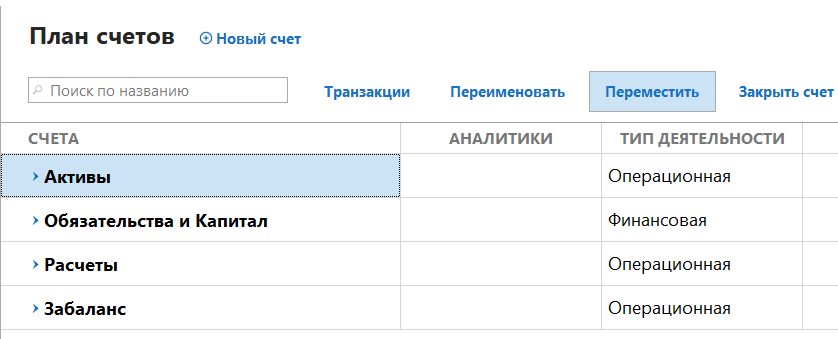 План счетов Новый счет
Поиск по названию Транзакции Переименовать Переместить Закрыть счет
СЧЕТА АНАЛИТИКИ ТИП ДЕЯТЕЛЬНОСТИ
Активы Операционная
Обязательства и Капитал Финансовая
Расчеты Операционная
Забаланс Операционная